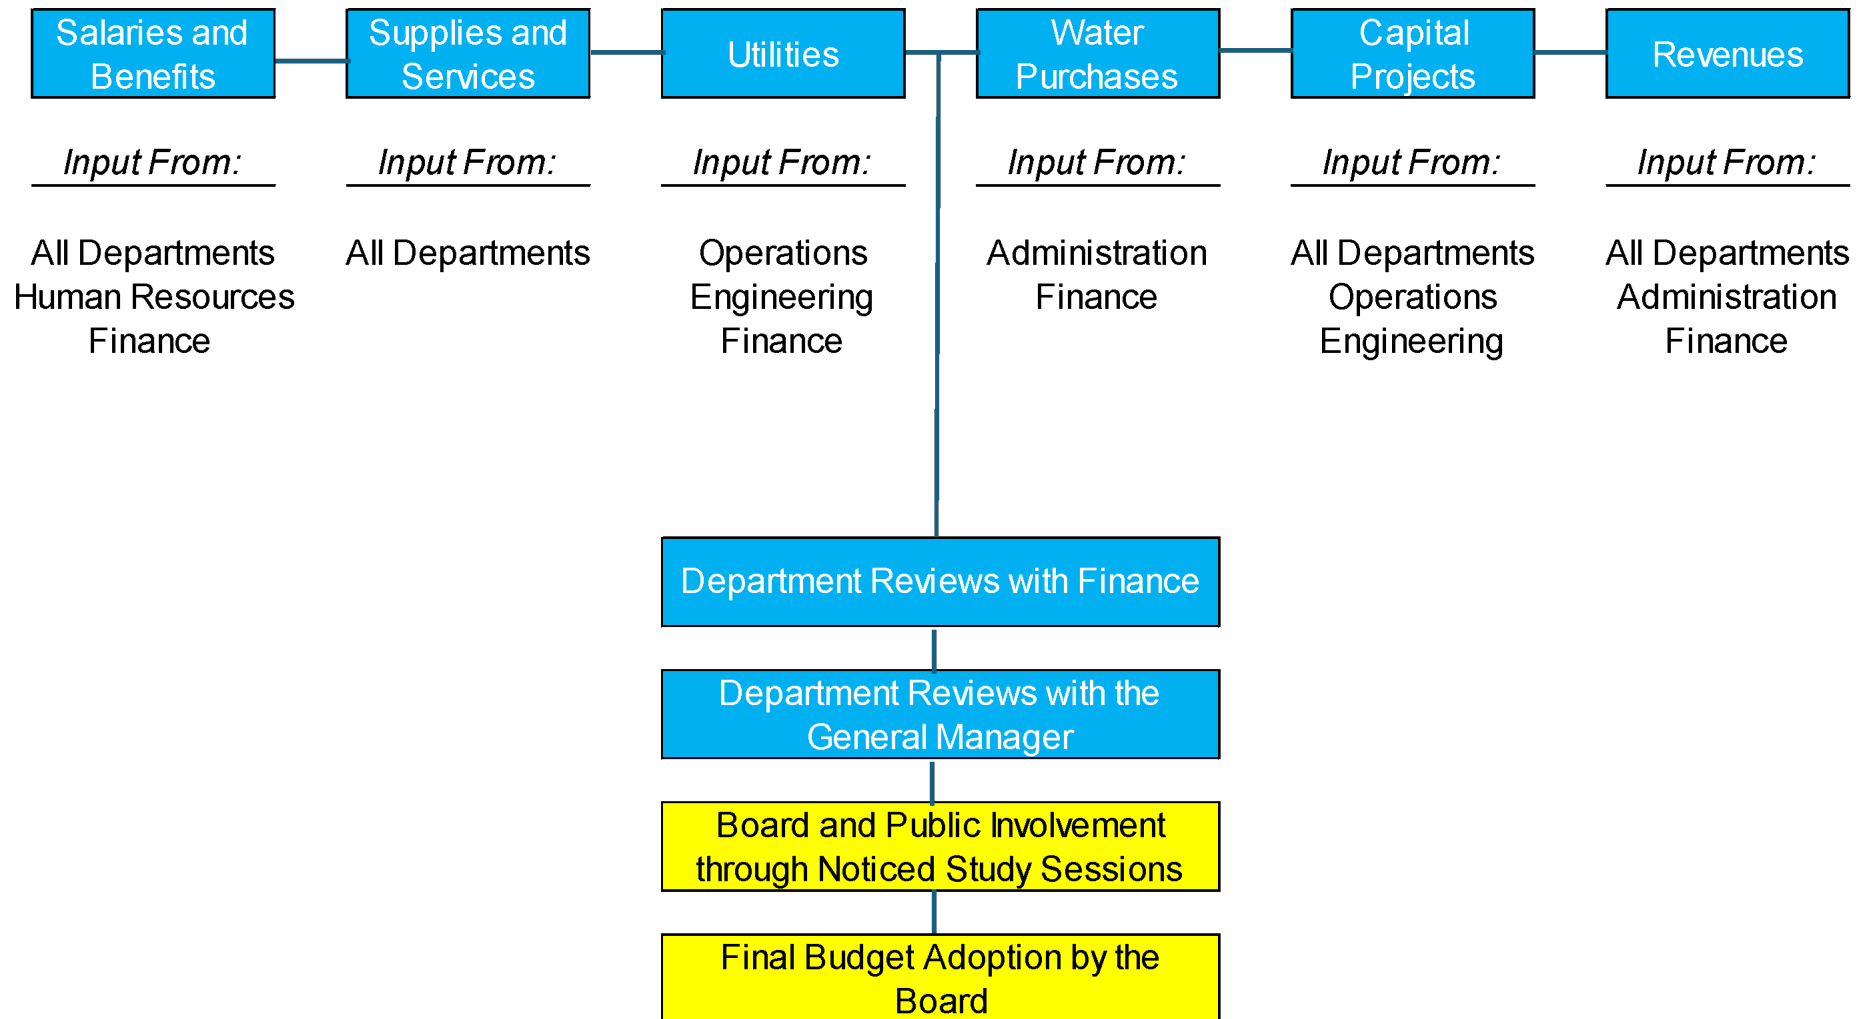 Salaries and
Benefits
Supplies and
Services
Utilities
Water
Purchases
Capital
Projects
Revenues
Input From:
Input From:
Input From:
Input From:
Input From:
Input From:
All Departments
Human Resources
Finance
All Departments
Operations
Engineering
Finance
Administration
Finance
All Departments
Operations
Engineering
All Departments
Administration
Finance
Department Reviews with Finance
Department Reviews with the
General Manager
Board and Public Involvement
through Noticed Study Sessions
Final Budget Adoption by the
Board